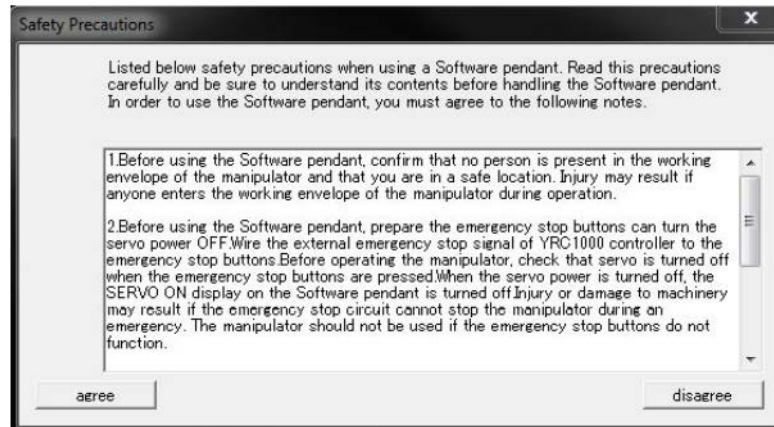 Safety Precautions
x
Listed below safety precautions when using a Software pendant. Read this precautions
carefully and be sure to understand its contents before handling the Software pendant.
In order to use the Software pendant, you must agree to the following notes.
1.Before using the Software pendant, confirm that no person is present in the working
envelope of the manipulator and that you are in a safe location. Injury may result if
anyone enters the working envelope of the manipulator during operation.
2.Before using the Software pendant, prepare the emergency stop buttons can turn the
servo power OFF.Wire the external emergency stop signal of YRC1000 controller to the
emergency stop buttons.Before operating the manipulator, check that servo is turned off
when the emergency stop buttons are pressed.When the servo power is turned off, the
SERVO ON display on the Software pendant is turned off.Injury or damage to machinery
may result if the emergency stop circuit cannot stop the manipulator during an
emergency. The manipulator should not be used if the emergency stop buttons do not
function.
agree
disagree